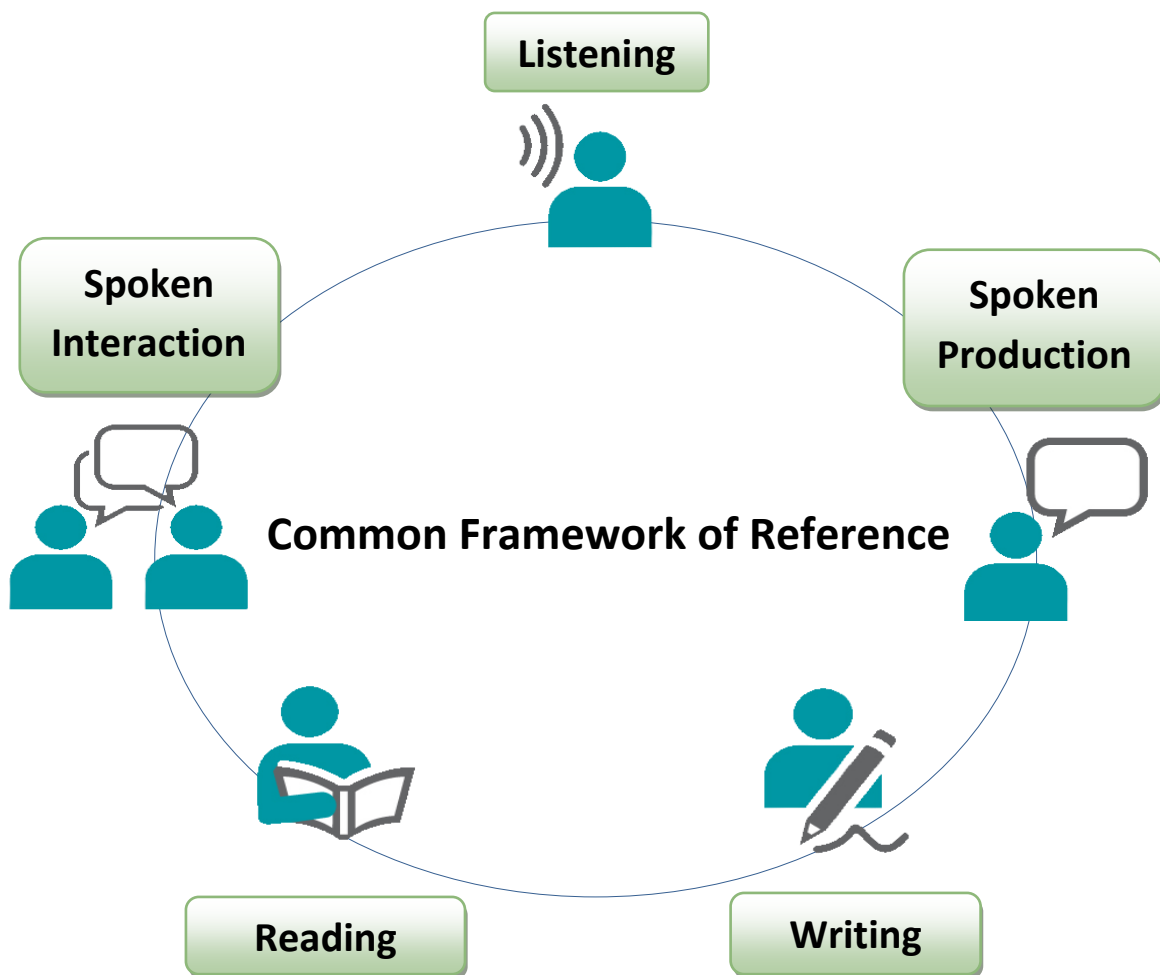 Listening
Spoken
Interaction
Spoken
Production
Common Framework of Reference
Reading
Writing